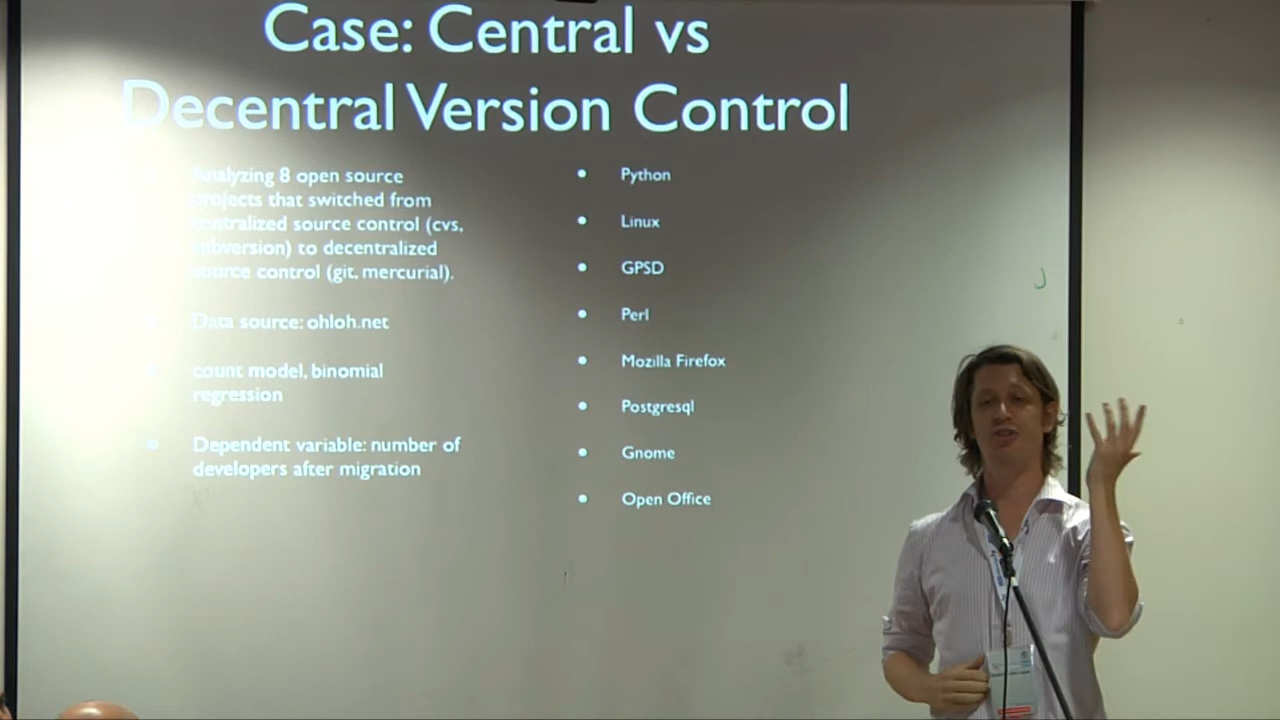 Case: Central vs
Decentral Version Control
Analyzing 8 open source
projects that switched from
centralized source control (cvs,
subversion) to decentralized
source control (git, mercurial).
Data source: ohloh.net
count model, binomial
regression
Dependent variable: number of
developers after migration
Python
Linux
GPSD
Perl
Mozilla Firefox
Postgresql
Gnome
Open Office